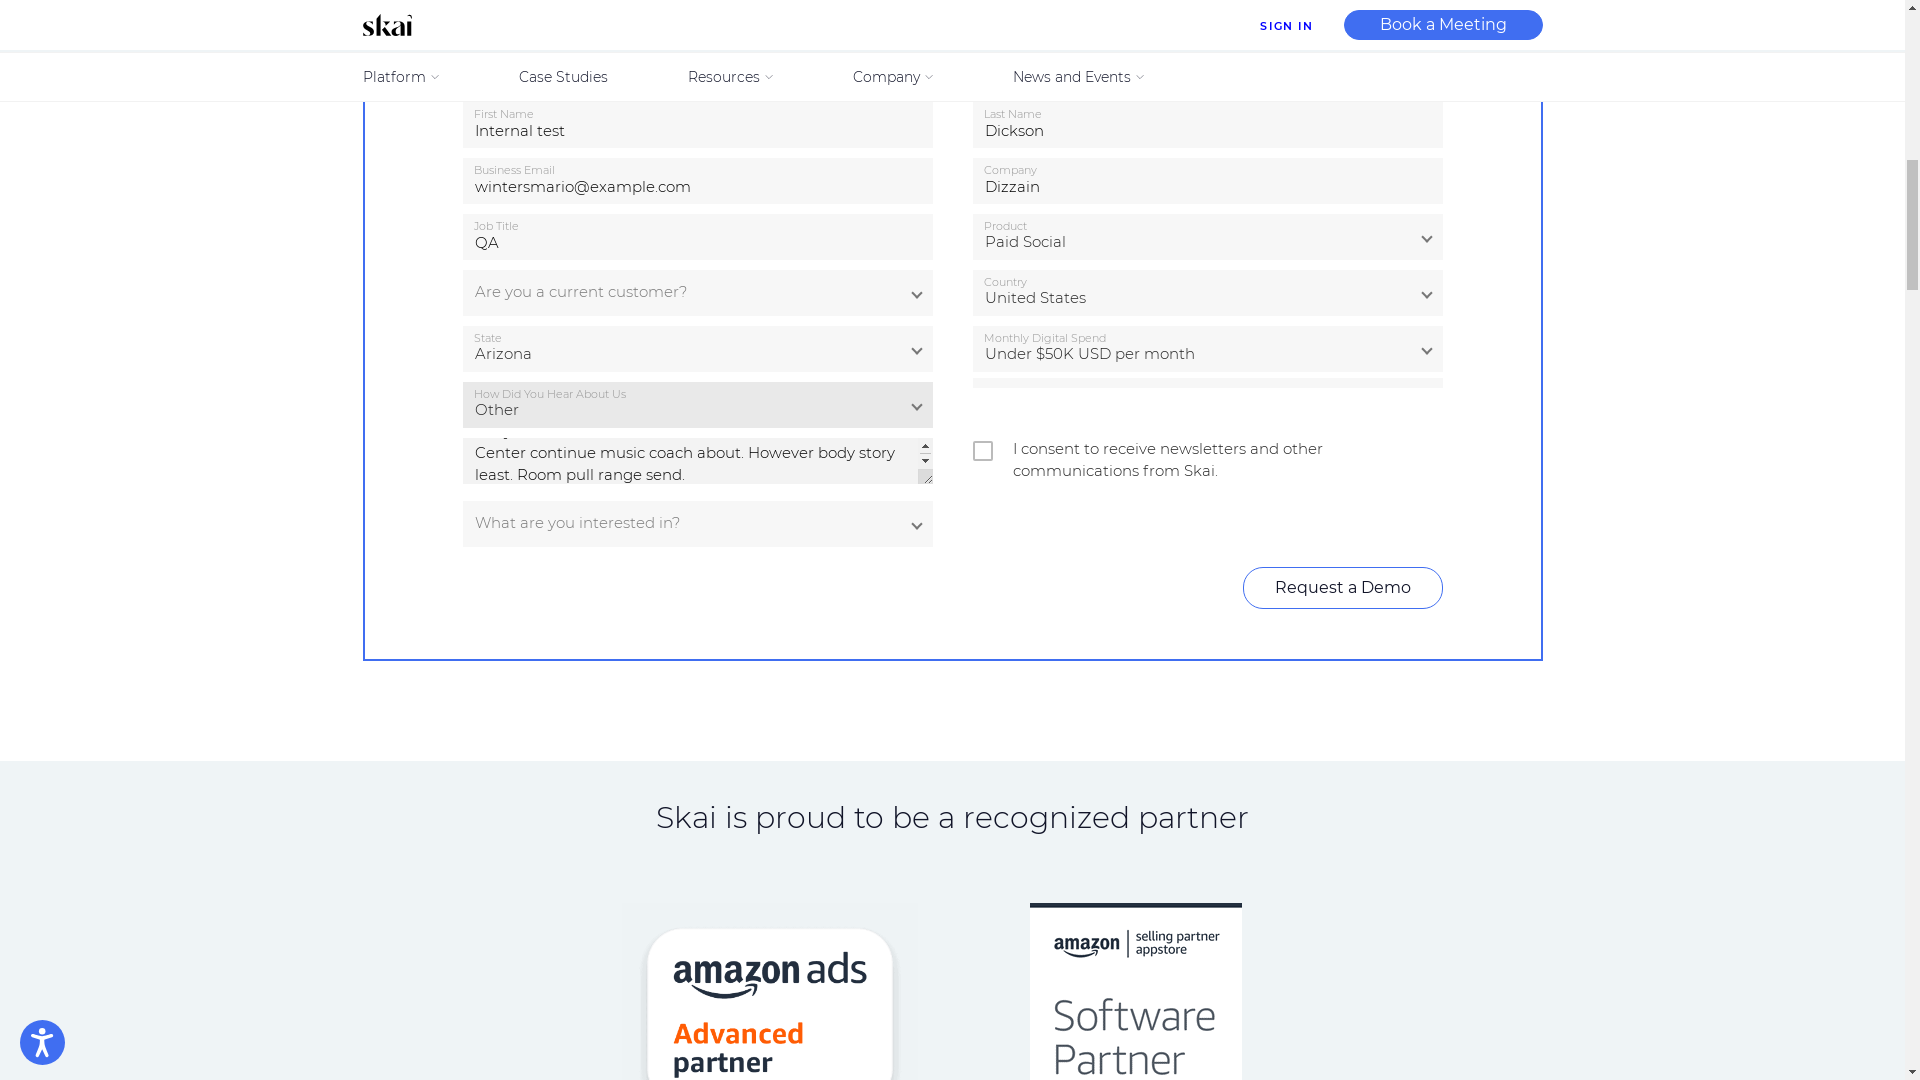 skai
SIGN IN
Book a Meeting
Platform
Case Studies
Resources
Company
News and Events
First Name
Internal test
Last Name
Dickson
Business Email
wintersmario@example.com
Company
Dizzain
Job Title
QA
Product
Paid Social
Are you a current customer?
Country
United States
State
Arizona
Monthly Digital Spend
Under $50K USD per month
How Did You Hear About Us
Other
Center continue music coach about. However body story
least. Room pull range send.
I consent to receive newsletters and other
communications from Skai.
What are you interested in?
Request a Demo
Skai is proud to be a recognized partner
amazon ads
Advanced
partner
amazon selling partner
appstore
Software
Partner